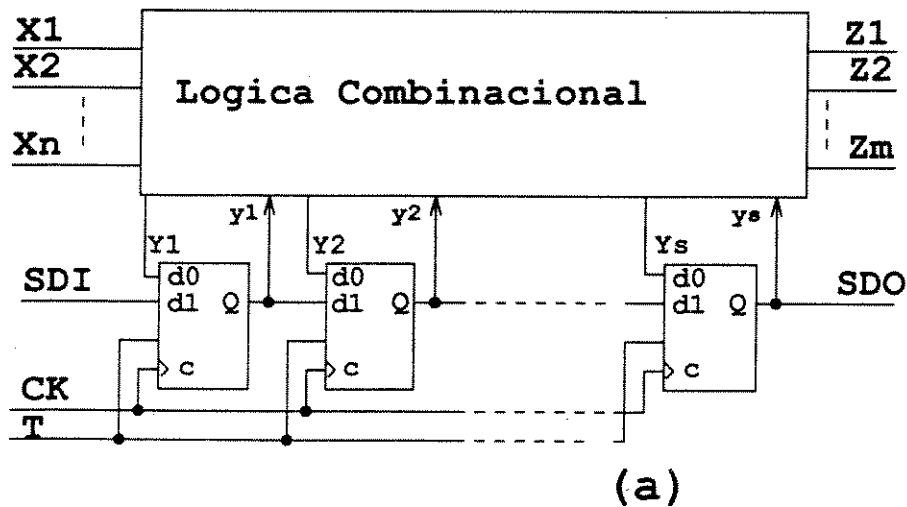 X1
Z1
X2
Z2
Logica Combinacional
Xn
Zm
y1
y2
ys
Y1
Y2
Ys
d0
d0
d0
SDI
d1 Q
d1 Q
d1 Q
SDO
c
c
c
CK
T
(a)